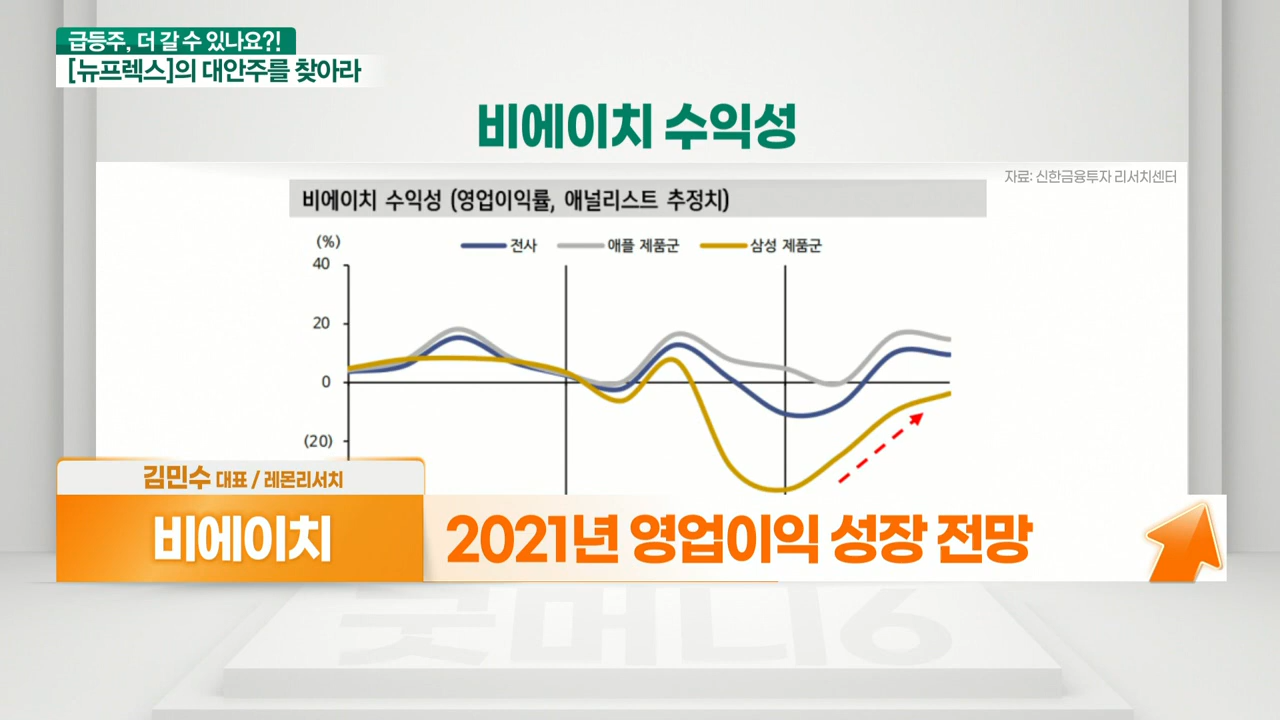 급등주, 더 갈 수 있나요?!
[뉴프렉스]의 대안주를 찾아라
비에이치 수익성
자료: 신한금융투자 리서치센터
비에이치 수익성 (영업이익률, 애널리스트 추정치)
(%)
전사 애플 제품군 삼성 제품군
40
20
0
(20)
김민수 대표 / 레몬리서치
비에이치
2021년 영업이익 성장 전망
굿머니6